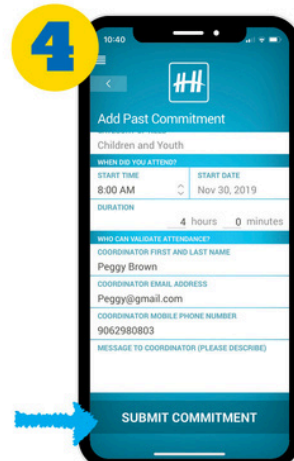 4
10:40
HH
Add Past Commitment
Children and Youth
WHEN DID YOU ATTEND?
START TIME START DATE
8:00 AM Nov 30, 2019
DURATION
4 hours 0 minutes
WHO CAN VALIDATE ATTENDANCE?
COORDINATOR FIRST AND LAST NAME
Peggy Brown
COORDINATOR EMAIL ADDRESS
Peggy@gmail.com
COORDINATOR MOBILE PHONE NUMBER
9062980803
MESSAGE TO COORDINATOR (PLEASE DESCRIBE)
SUBMIT COMMITMENT